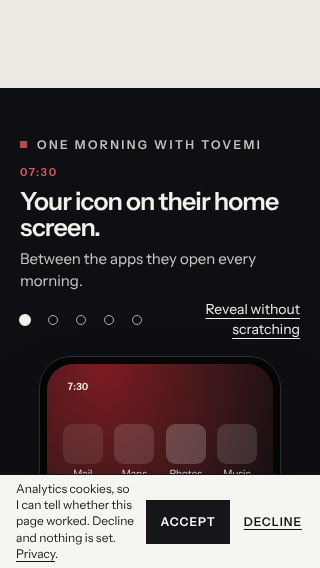 ONE MORNING WITH TOVEMI
07:30
Your icon on their home
screen.
Between the apps they open every
morning.
Reveal without
scratching
7:30
Mail Maps Photos Music
Analytics cookies, so
I can tell whether this
page worked. Decline
and nothing is set.
Privacy.
ACCEPT
DECLINE